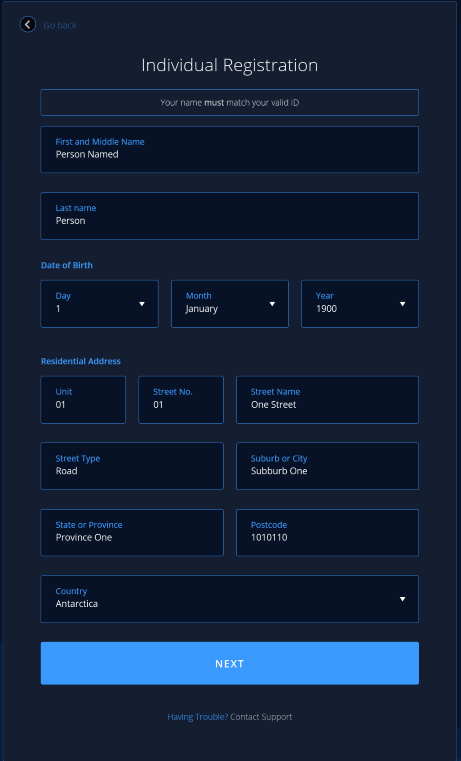 Go back
Individual Registration
Your name must match your valid ID
First and Middle Name
Person Named
Last name
Person
Date of Birth
Day Month Year
1 January 1900
Residential Address
Unit Street No. Street Name
01 01 One Street
Street Type Suburb or City
Road Subburb One
State or Province Postcode
Province One 1010110
Country
Antarctica
NEXT
Having Trouble? Contact Support